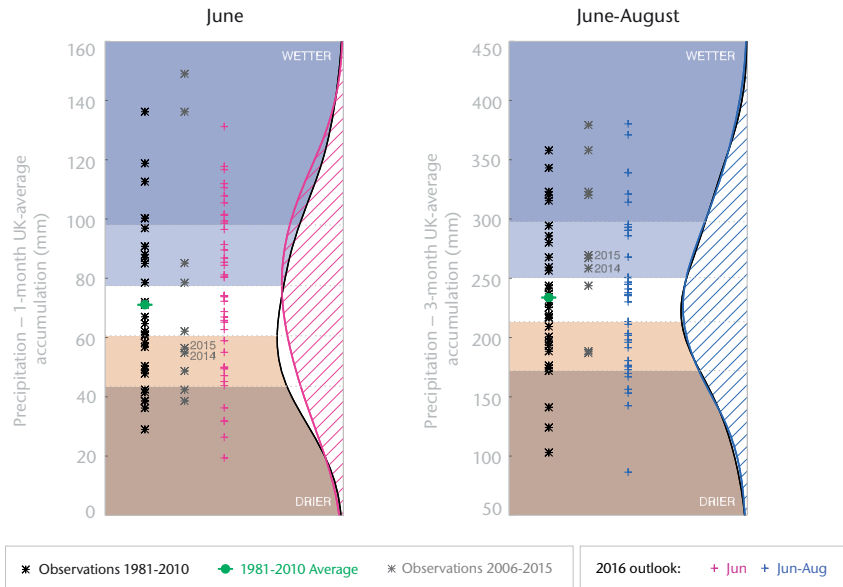 June
June-August
Precipitation – 1-month UK-average
accumulation (mm)
160
140
120
100
80
60
40
20
0
WETTER
2015
2014
DRIER
Precipitation – 3-month UK-average
accumulation (mm)
450
400
350
300
250
200
150
100
50
WETTER
2015
2014
DRIER
Observations 1981-2010
1981-2010 Average
Observations 2006-2015
2016 outlook:
Jun
Jun-Aug